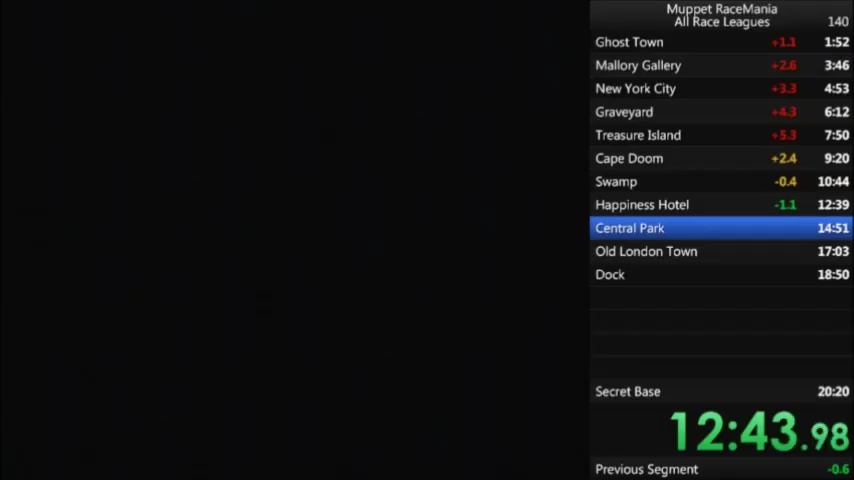 Muppet RaceMania
All Race Leagues 140
Ghost Town +1.1 1:52
Mallory Gallery +2.6 3:46
New York City +3.3 4:53
Graveyard +4.3 6:12
Treasure Island +5.3 7:50
Cape Doom +2.4 9:20
Swamp -0.4 10:44
Happiness Hotel -1.1 12:39
Central Park 14:51
Old London Town 17:03
Dock 18:50
Secret Base 20:20
12:43.98
Previous Segment -0.6